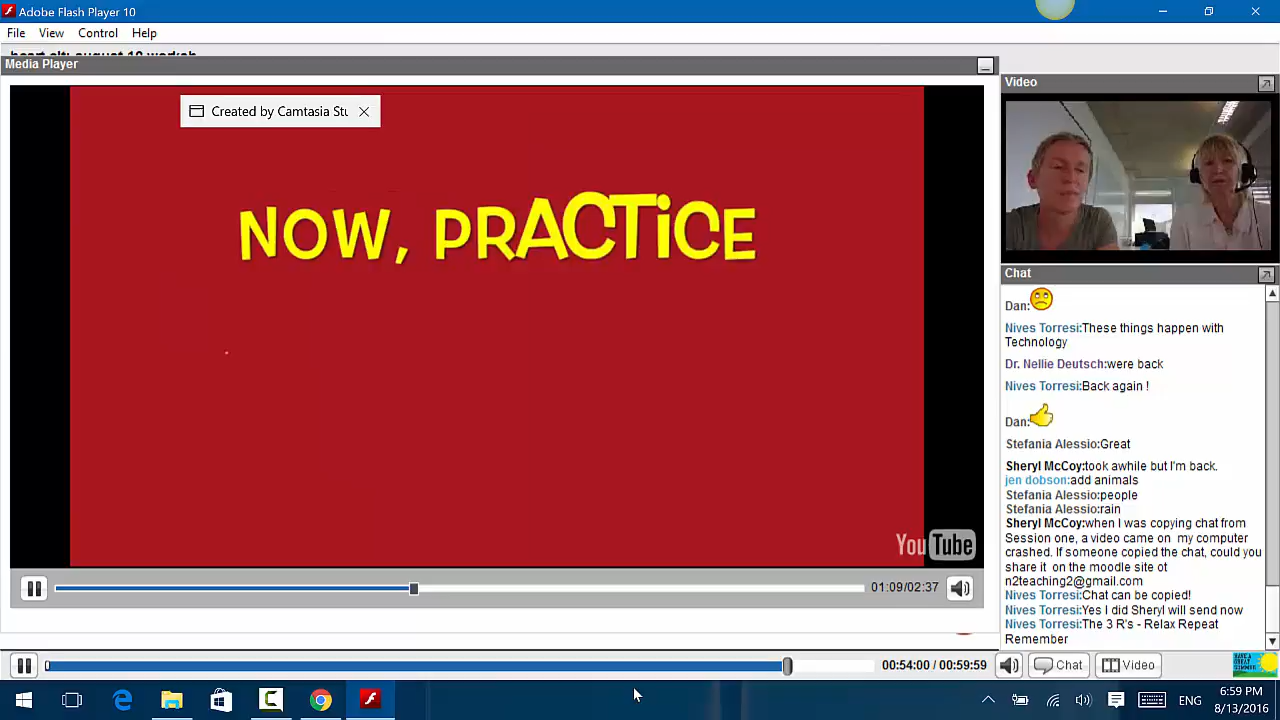 Adobe Flash Player 10
File View Control Help
Media Player
Created by Camtasia Stu
NOW, PRACTiCE
YouTube
01:09/02:37
Video
Chat
Dan:
Nives Torresi:These things happen with
Technology
Dr. Nellie Deutsch:were back
Nives Torresi:Back again !
Dan:
Stefania Alessio:Great
Sheryl McCoy:took awhile but I'm back.
jen dobson:add animals
Stefania Alessio:people
Stefania Alessio:rain
Sheryl McCoy:when I was copying chat from
Session one, a video came on my computer
crashed. If someone copied the chat, could you
share it on the moodle site ot
n2teaching2@gmail.com
Nives Torresi:Chat can be copied!
Nives Torresi:Yes I did Sheryl will send now
Nives Torresi:The 3 R's - Relax Repeat
Remember
00:54:00 / 00:59:59
Chat
Video
ENG
6:59 PM
8/13/2016